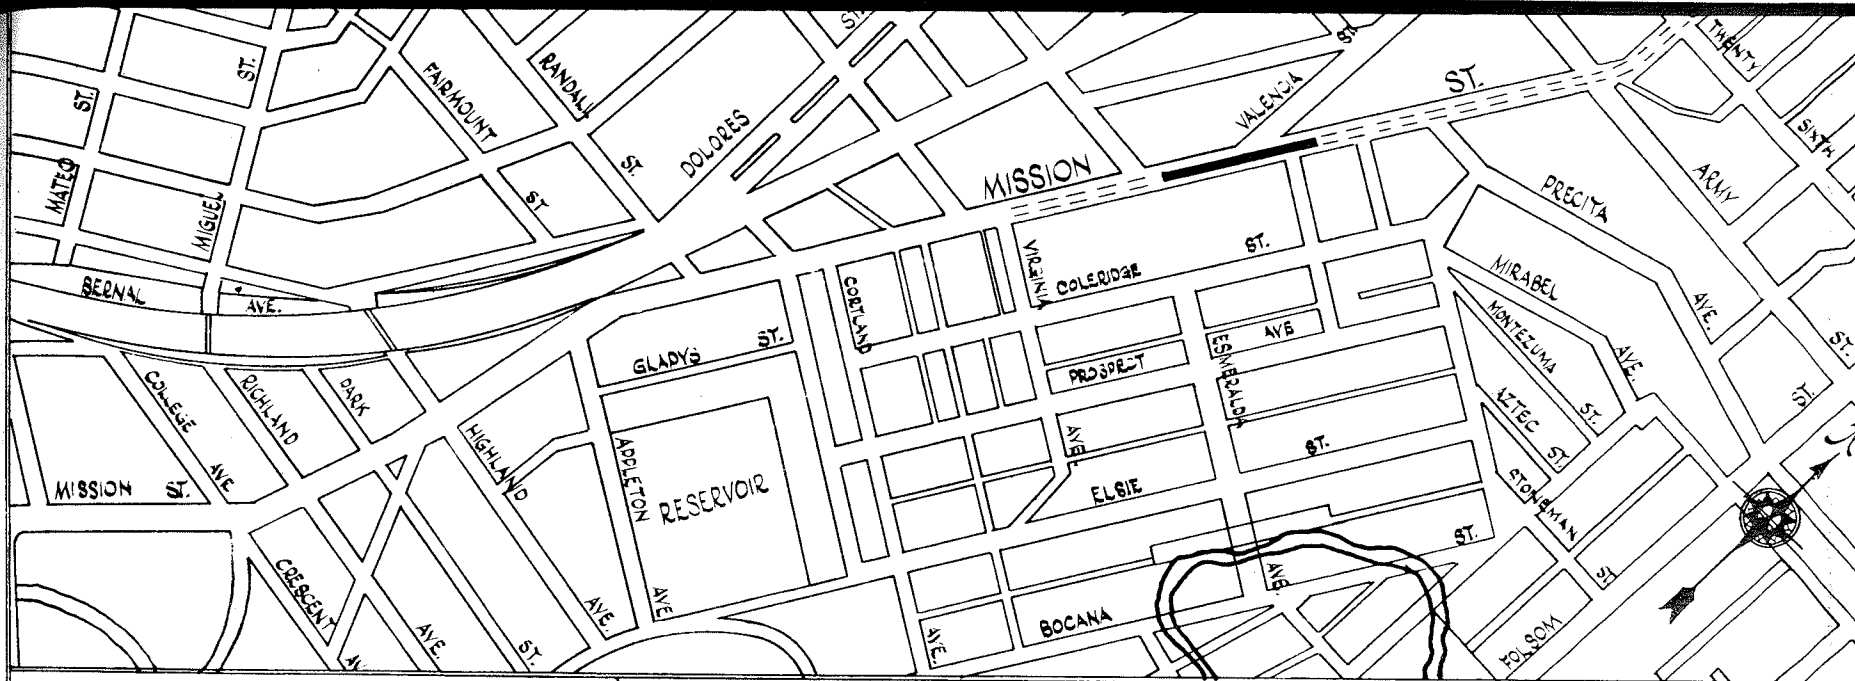 ST.
MATEO
ST.
MIGUEL
FAIRMOUNT
ST
RANDALL
ST.
DOLORES
ST.
MISSION
ST.
VALENCIA
ST.
TWENTY
SIXTH
ARMY
ST.
PRECITA
AVE.
MIRABEL
AVE.
MONTEZUMA
ST.
AZTEC
ST.
STONEMAN
ST.
FOLSOM
ST.
BERNAL
AVE.
COLLEGE
AVE
RICHLAND
PARK
MISSION ST.
CRESCENT
AV
AVE.
HIGHLAND
AVE.
ST.
GLADYS ST.
APPLETON
AVE
RESERVOIR
CORTLAND
AVE.
VIRGINIA
AVE.
COLERIDGE ST.
PROSPECT AVE
ESMERALDA
AVE.
ELSIE ST.
BOCANA ST.